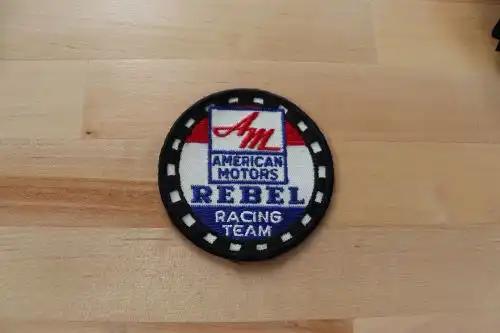 AM
AMERICAN
MOTORS
REBEL
RACING
TEAM